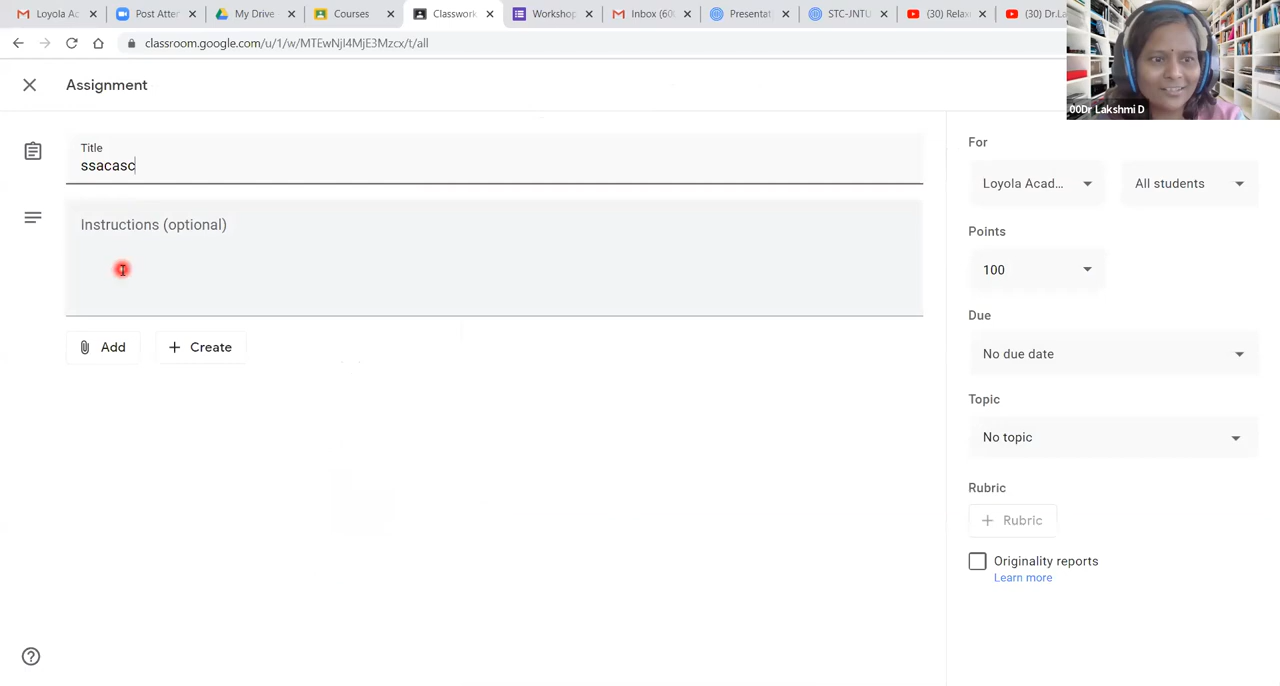 Loyola Ac
Post Atter
My Drive
Courses
Classwork
Workshop
Inbox (60
Presentat
STC-JNTU
(30) Relax
(30) Dr.La
classroom.google.com/u/1/w/MTEwNjI4MjE3Mzcx/t/all
00Dr Lakshmi D
Assignment
Title
ssacasc
Instructions (optional)
Add
+ Create
For
Loyola Acad...
All students
Points
100
Due
No due date
Topic
No topic
Rubric
+ Rubric
Originality reports
Learn more